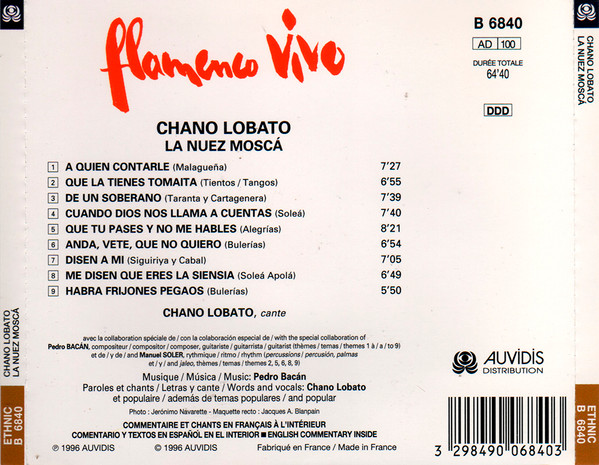 flamenco vivo
B 6840
AD 100
DURÉE TOTALE
64'40
DDD
CHANO LOBATO
LA NUEZ MOSCÁ
1 A QUIEN CONTARLE (Malagueña) 7'27
2 QUE LA TIENES TOMAITA (Tientos / Tangos) 6'55
3 DE UN SOBERANO (Taranta y Cartagenera) 7'39
4 CUANDO DIOS NOS LLAMA A CUENTAS (Soleá) 7'40
5 QUE TU PASES Y NO ME HABLES (Alegrías) 8'21
6 ANDA, VETE, QUE NO QUIERO (Bulerías) 6'54
7 DISEN A MI (Siguiriya y Cabal) 7'05
8 ME DISEN QUE ERES LA SIENSIA (Soleá Apolá) 6'49
9 HABRA FRIJONES PEGAOS (Bulerías) 5'50
CHANO LOBATO, cante
avec la collaboration spéciale de / con la colaboración especial de / with the special collaboration of
Pedro BACÁN, compositeur / compositor / composer, guitariste / guitarrista / guitarist (thèmes / temas / themes 1 à / a / to 9)
et de / y de / and Manuel SOLER, rythmique / ritmo / rhythm (percussions / percusión, palmas
et / y / and jaleo, thèmes / temas / themes 2, 5, 6, 8, 9)
Musique / Música / Music: Pedro Bacán
Paroles et chants / Letras y cante / Words and vocals: Chano Lobato
et populaire / además de temas populares / and popular
Photo : Jerónimo Navarette - Maquette recto : Jacques A. Blanpain
COMMENTAIRE ET CHANTS EN FRANÇAIS À L'INTÉRIEUR
COMENTARIO Y TEXTOS EN ESPAÑOL EN EL INTERIOR ■ ENGLISH COMMENTARY INSIDE
℗ 1996 AUVIDIS © 1996 AUVIDIS Fabriqué en France / Made in France
AUVIDIS
DISTRIBUTION
3 298490 068403
CHANO LOBATO
LA NUEZ MOSCÁ
ETHNIC
B 6840
CHANO LOBATO
LA NUEZ MOSCÁ
ETHNIC
B 6840